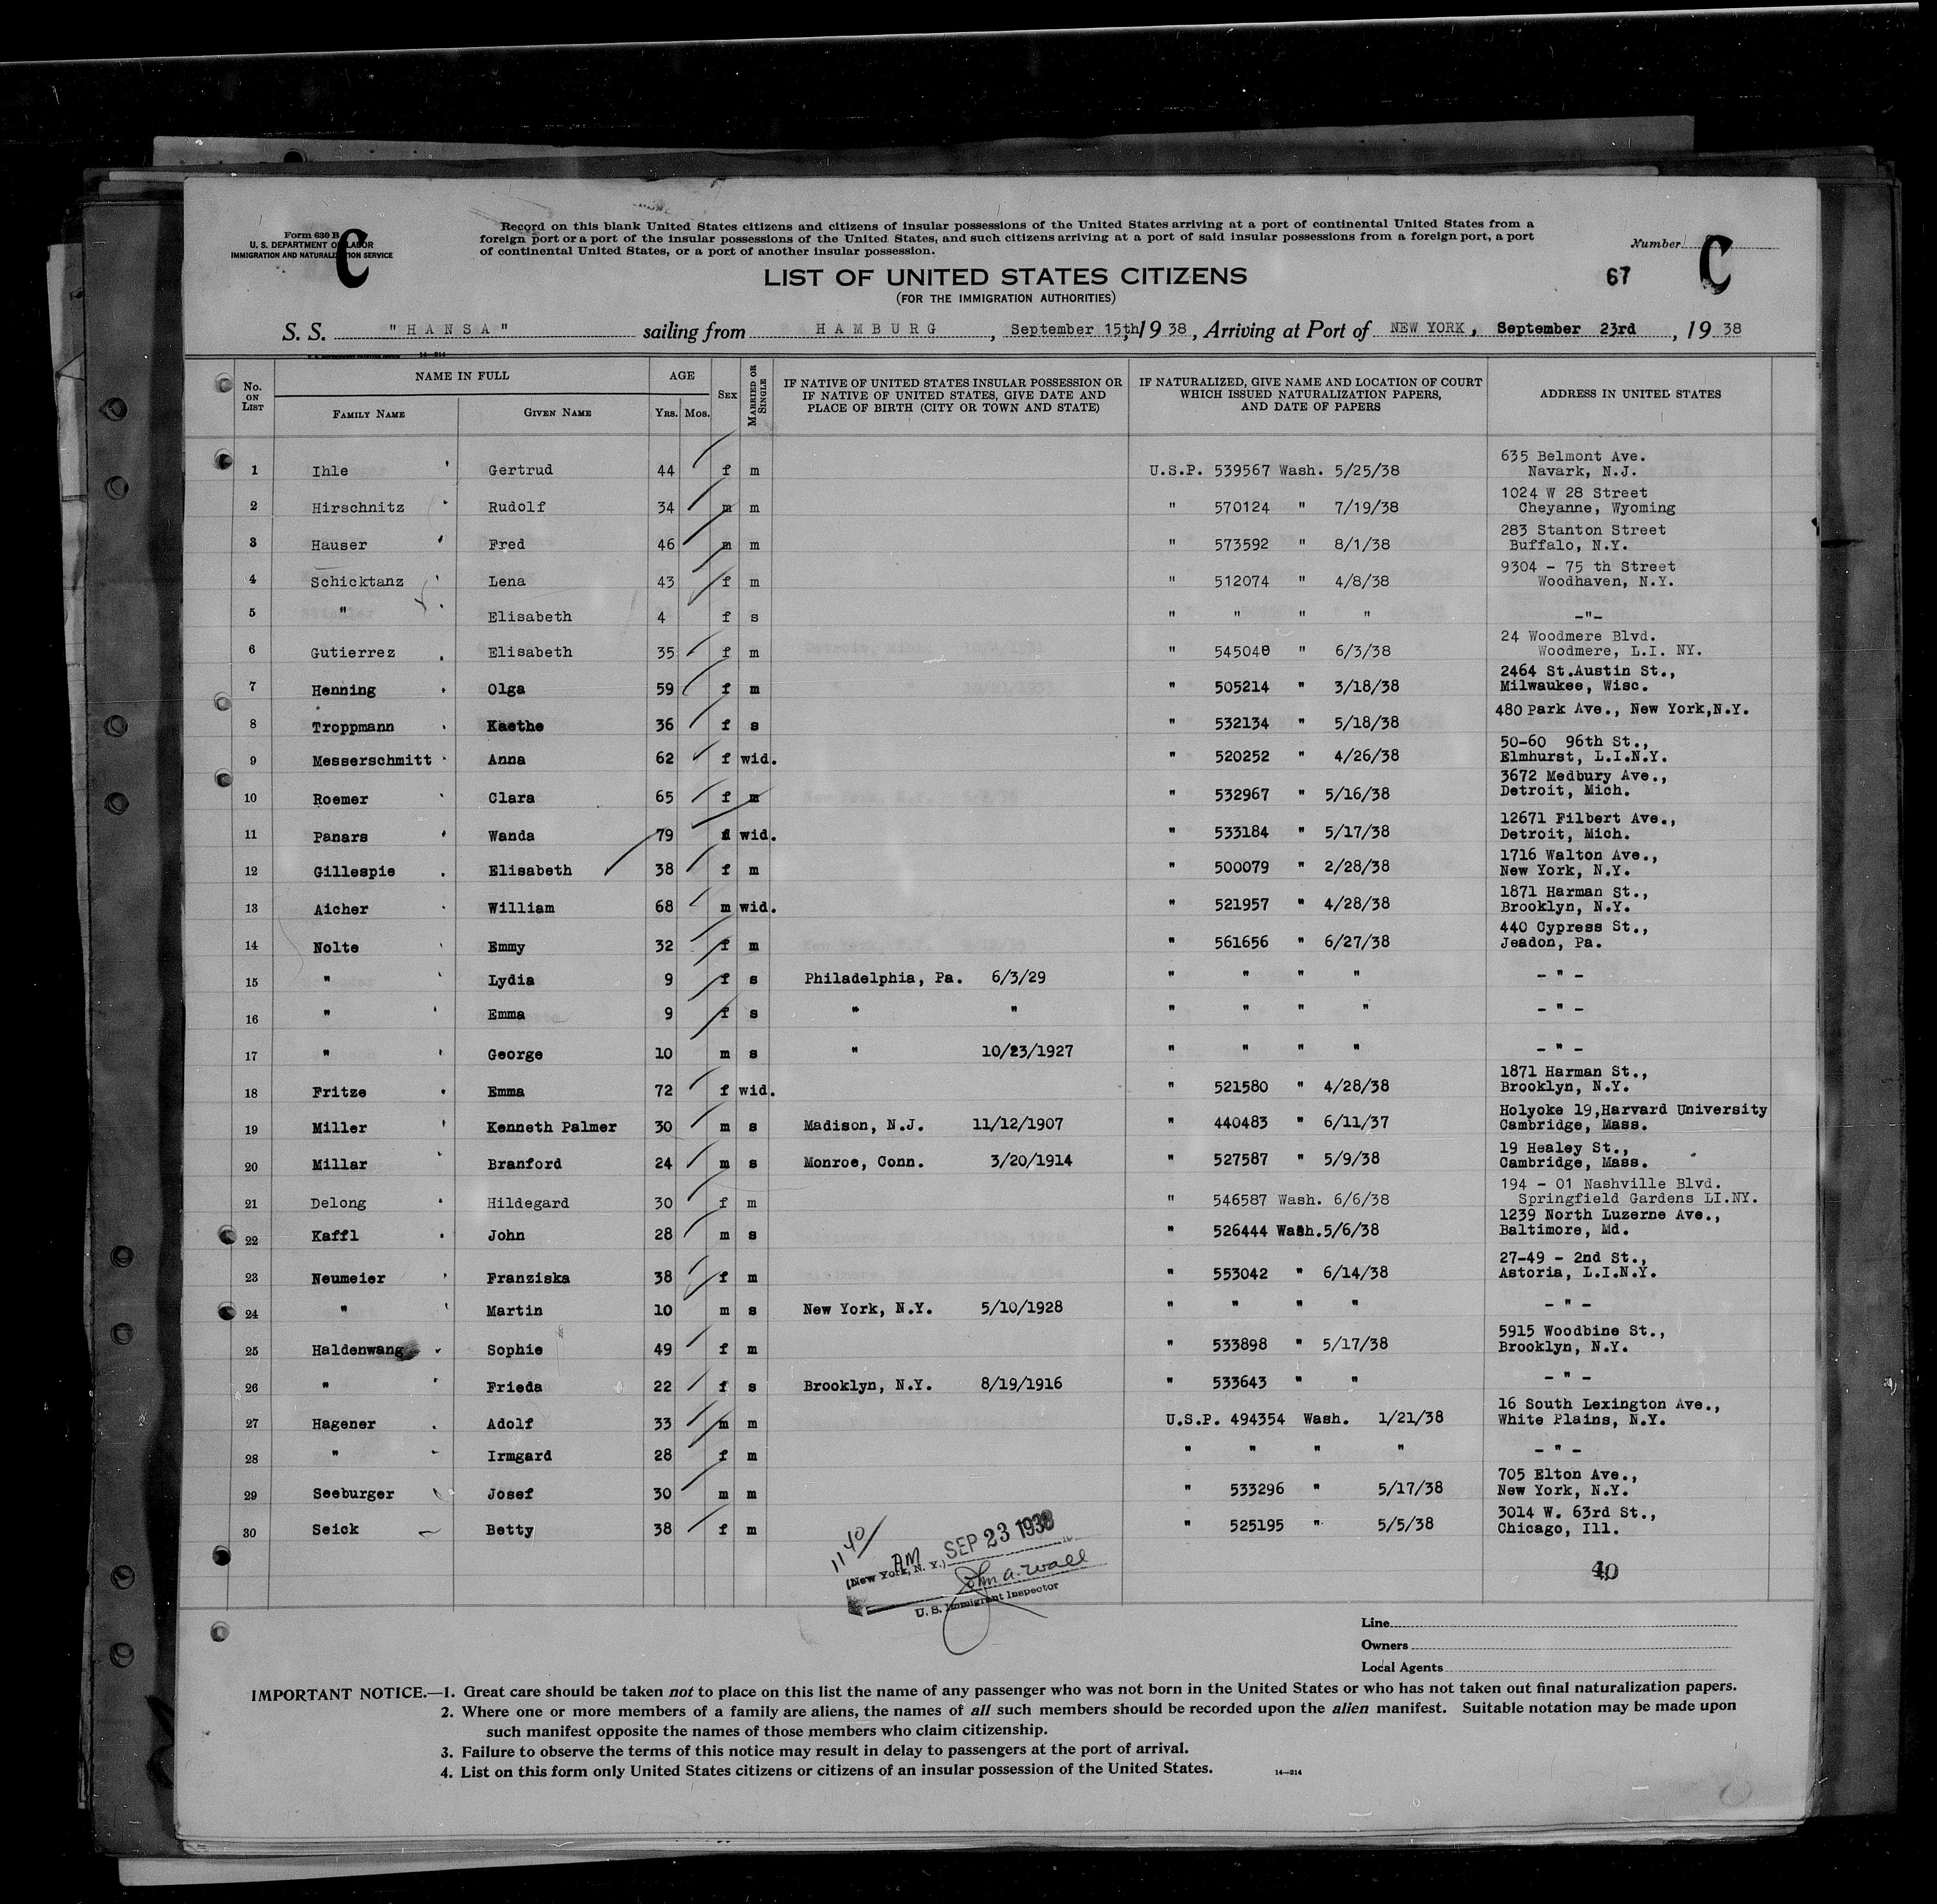 Form 630 B
U. S. DEPARTMENT OF LABOR
IMMIGRATION AND NATURALIZATION SERVICE
C
Record on this blank United States citizens and citizens of insular possessions of the United States arriving at a port of continental United States from a
foreign port or a port of the insular possessions of the United States, and such citizens arriving at a port of said insular possessions from a foreign port, a port
of continental United States, or a port of another insular possession.
Number
C
LIST OF UNITED STATES CITIZENS
(FOR THE IMMIGRATION AUTHORITIES)
67
S. S. "HANSA" sailing from HAMBURG, September 15th, 1938, Arriving at Port of NEW YORK, September 23rd, 1938
14—214
No. ON LIST
NAME IN FULL
FAMILY NAME
GIVEN NAME
AGE
YRS.
MOS.
SEX
MARRIED OR SINGLE
IF NATIVE OF UNITED STATES INSULAR POSSESSION OR
IF NATIVE OF UNITED STATES, GIVE DATE AND
PLACE OF BIRTH (CITY OR TOWN AND STATE)
IF NATURALIZED, GIVE NAME AND LOCATION OF COURT
WHICH ISSUED NATURALIZATION PAPERS,
AND DATE OF PAPERS
ADDRESS IN UNITED STATES
1 Ihle Gertrud 44 f m U.S.P. 539567 Wash. 5/25/38 635 Belmont Ave.
Navark, N.J.
2 Hirschnitz Rudolf 34 m m " 570124 " 7/19/38 1024 W 28 Street
Cheyanne, Wyoming
3 Hauser Fred 46 m m " 573592 " 8/1/38 283 Stanton Street
Buffalo, N.Y.
4 Schicktanz Lena 43 f m " 512074 " 4/8/38 9304 - 75 th Street
Woodhaven, N.Y.
5 " Elisabeth 4 f s " " " " -"-
6 Gutierrez Elisabeth 35 f m " 545040 " 6/3/38 24 Woodmere Blvd.
Woodmere, L.I. NY.
7 Henning Olga 59 f m " 505214 " 3/18/38 2464 St.Austin St.,
Milwaukee, Wisc.
8 Troppmann Kaethe 36 f s " 532134 " 5/18/38 480 Park Ave., New York,N.Y.
9 Messerschmitt Anna 62 f wid. " 520252 " 4/26/38 50-60 96th St.,
Elmhurst, L.I.N.Y.
10 Roemer Clara 65 f m " 532967 " 5/16/38 3672 Medbury Ave.,
Detroit, Mich.
11 Panars Wanda 79 f wid. " 533184 " 5/17/38 12671 Filbert Ave.,
Detroit, Mich.
12 Gillespie Elisabeth 38 f m " 500079 " 2/28/38 1716 Walton Ave.,
New York, N.Y.
13 Aicher William 68 m wid. " 521957 " 4/28/38 1871 Harman St.,
Brooklyn, N.Y.
14 Nolte Emmy 32 f m " 561656 " 6/27/38 440 Cypress St.,
Jeadon, Pa.
15 " Lydia 9 f s Philadelphia, Pa. 6/3/29 " " " " - " -
16 " Emma 9 f s " " " " " " - " -
17 " George 10 m s " 10/23/1927 " " " " - " -
18 Fritze Emma 72 f wid. " 521580 " 4/28/38 1871 Harman St.,
Brooklyn, N.Y.
19 Miller Kenneth Palmer 30 m s Madison, N.J. 11/12/1907 " 440483 " 6/11/37 Holyoke 19,Harvard University
Cambridge, Mass.
20 Millar Branford 24 m s Monroe, Conn. 3/20/1914 " 527587 " 5/9/38 19 Healey St.,
Cambridge, Mass.
21 Delong Hildegard 30 f m " 546587 Wash. 6/6/38 194 - 01 Nashville Blvd.
Springfield Gardens LI.NY.
22 Kaffl John 28 m s " 526444 Wash.5/6/38 1239 North Luzerne Ave.,
Baltimore, Md.
23 Neumeier Franziska 38 f m " 553042 " 6/14/38 27-49 - 2nd St.,
Astoria, L.I.N.Y.
24 " Martin 10 m s New York, N.Y. 5/10/1928 " " " " - " -
25 Haldenwang Sophie 49 f m " 533898 " 5/17/38 5915 Woodbine St.,
Brooklyn, N.Y.
26 " Frieda 22 f s Brooklyn, N.Y. 8/19/1916 " 533643 " " - " -
27 Hagener Adolf 33 m m U.S.P. 494354 Wash. 1/21/38 16 South Lexington Ave.,
White Plains, N.Y.
28 " Irmgard 28 f m " " " " - " -
29 Seeburger Josef 30 m m " 533296 " 5/17/38 705 Elton Ave.,
New York, N.Y.
30 Seick Betty 38 f m " 525195 " 5/5/38 3014 W. 63rd St.,
Chicago, Ill.
11 40/ AM
(New York, N. Y.) SEP 23 1938
John A. Wall
U. S. Immigrant Inspector
40
Line
Owners
Local Agents
IMPORTANT NOTICE.—1. Great care should be taken not to place on this list the name of any passenger who was not born in the United States or who has not taken out final naturalization papers.
2. Where one or more members of a family are aliens, the names of all such members should be recorded upon the alien manifest. Suitable notation may be made upon
such manifest opposite the names of those members who claim citizenship.
3. Failure to observe the terms of this notice may result in delay to passengers at the port of arrival.
4. List on this form only United States citizens or citizens of an insular possession of the United States.
14—214